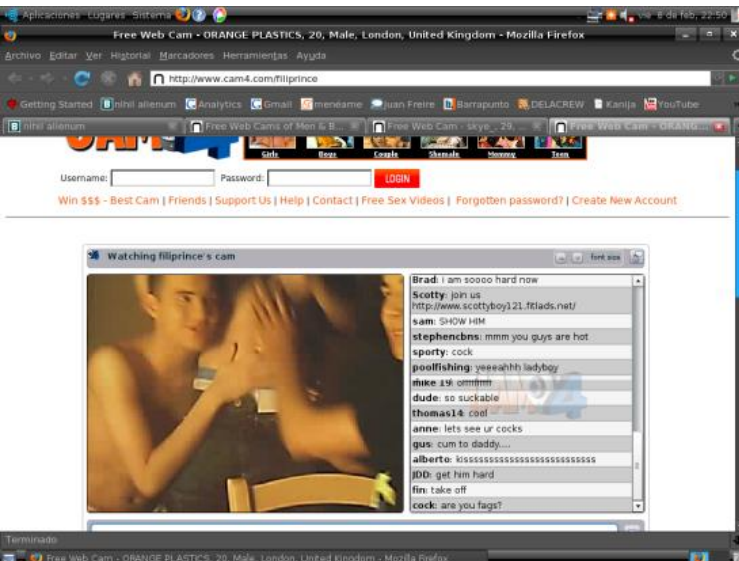 Aplicaciones Lugares Sistema vie 8 de feb, 22:50
Free Web Cam - ORANGE PLASTICS, 20, Male, London, United Kingdom - Mozilla Firefox
Archivo Editar Ver Historial Marcadores Herramientas Ayuda
http://www.cam4.com/filiprince
Getting Started nihil alienum GAnalytics Gmail menéame Juan Freire Barrapunto DELACREW Kanija YouTube
nihil alienum Free Web Cams of Men & B... Free Web Cam - skye_, 29, ... Free Web Cam - ORANG...
Girls Boys Couple Shemale Mommy Teen
Username: Password: LOGIN
Win $$$ - Best Cam | Friends | Support Us | Help | Contact | Free Sex Videos | Forgotten password? | Create New Account
Watching filiprince's cam font size
Brad: i am soooo hard now
Scotty: join us
http://www.scottyboy121.fitlads.net/
sam: SHOW HIM
stephencbns: mmm you guys are hot
sporty: cock
poolfishing: yeeeahhh ladyboy
mike 19:
dude: so suckable
thomas14: cool
anne: lets see ur cocks
gus: cum to daddy....
alberto: kissssssssssssssssssssssssssss
JDD: get him hard
fin: take off
cock: are you fags?
Terminado
Free Web Cam - ORANGE PLASTICS, 20, Male, London, United Kingdom - Mozilla Firefox